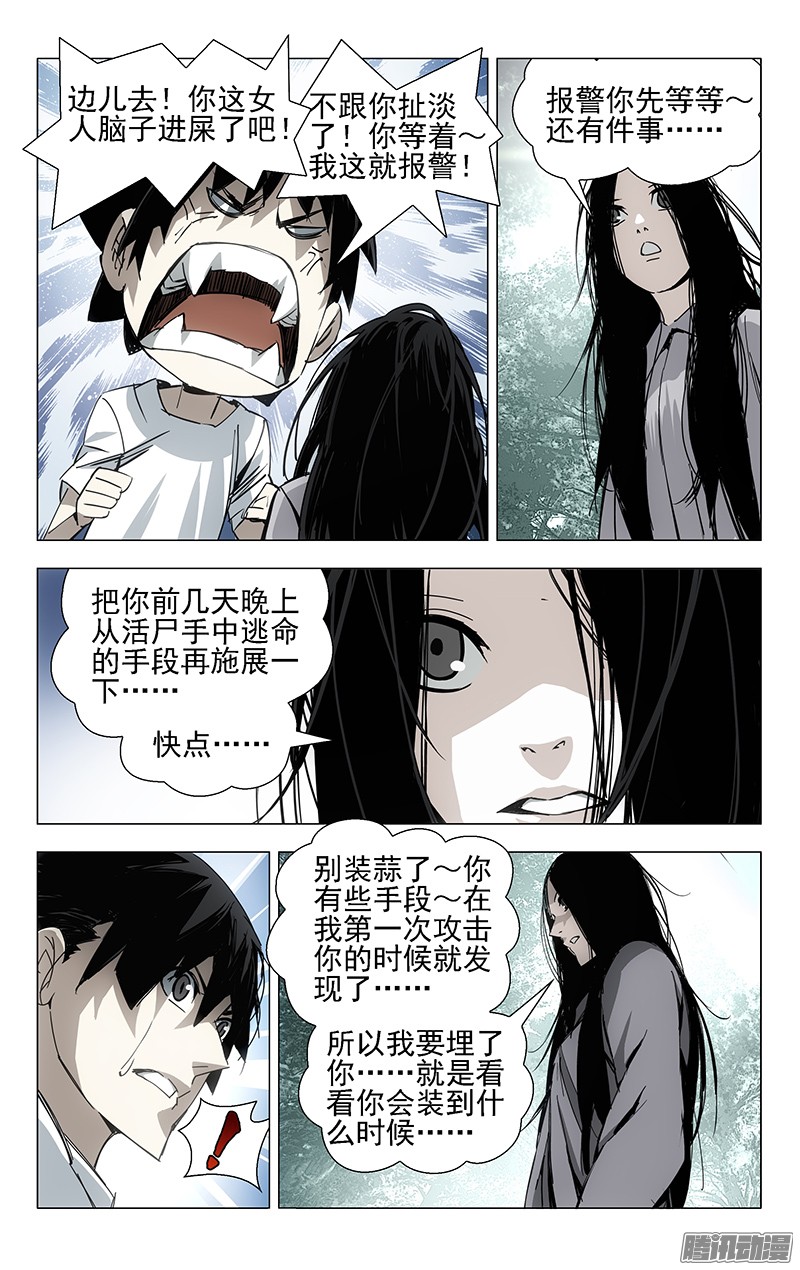 边儿去！你这女
人脑子进屎了吧！
不跟你扯淡
了！你等着～
我这就报警！
报警你先等等～
还有件事……
把你前几天晚上
从活尸手中逃命
的手段再施展一
下……
快点……
别装蒜了～你
有些手段～在
我第一次攻击
你的时候就发
现了……
所以我要埋了
你……就是看
看你会装到什
么时候……
！
腾讯动漫